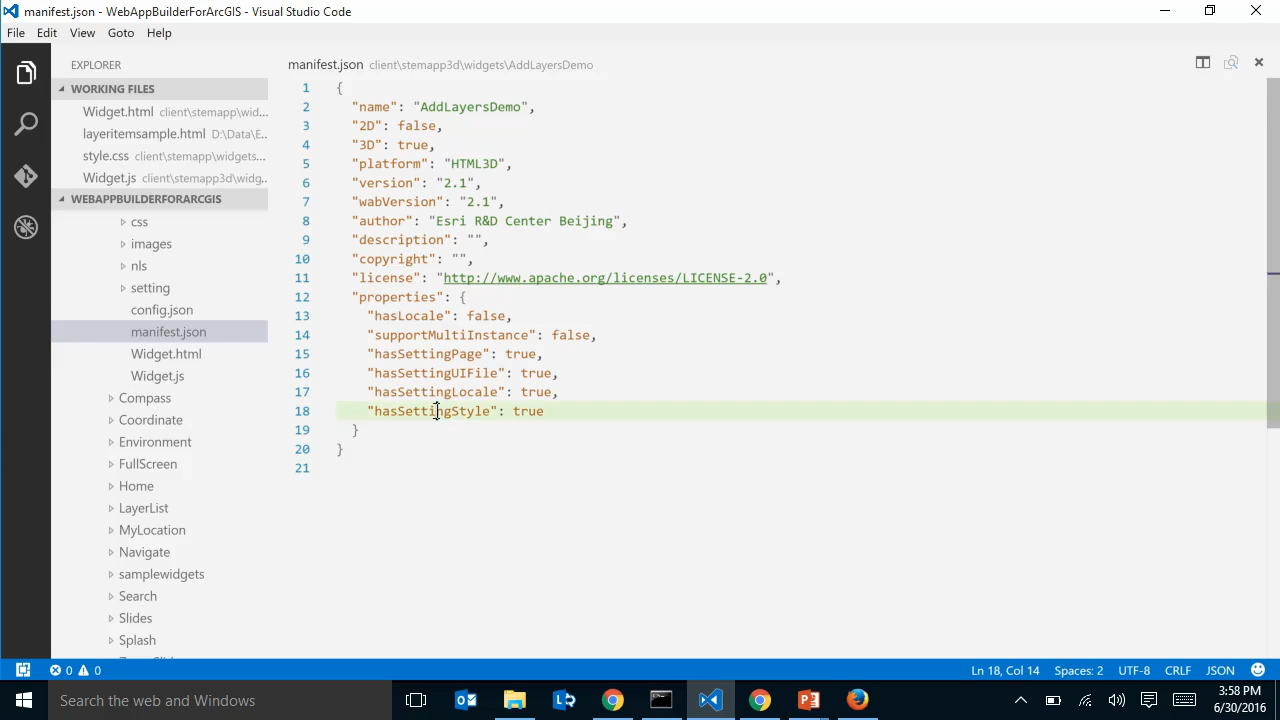 manifest.json - WebAppBuilderForArcGIS - Visual Studio Code
File Edit View Goto Help
EXPLORER
WORKING FILES
Widget.html client\stemapp\wid...
layeritemsample.html D:\Data\E...
style.css client\stemapp\widgets...
Widget.js client\stemapp3d\widg...
WEBAPPBUILDERFORARCGIS
css
images
nls
setting
config.json
manifest.json
Widget.html
Widget.js
Compass
Coordinate
Environment
FullScreen
Home
LayerList
MyLocation
Navigate
samplewidgets
Search
Slides
Splash
manifest.json client\stemapp3d\widgets\AddLayersDemo
1 {
2 "name": "AddLayersDemo",
3 "2D": false,
4 "3D": true,
5 "platform": "HTML3D",
6 "version": "2.1",
7 "wabVersion": "2.1",
8 "author": "Esri R&D Center Beijing",
9 "description": "",
10 "copyright": "",
11 "license": "http://www.apache.org/licenses/LICENSE-2.0",
12 "properties": {
13 "hasLocale": false,
14 "supportMultiInstance": false,
15 "hasSettingPage": true,
16 "hasSettingUIFile": true,
17 "hasSettingLocale": true,
18 "hasSettingStyle": true
19 }
20 }
21
0 0
Ln 18, Col 14 Spaces: 2 UTF-8 CRLF JSON
Search the web and Windows
3:58 PM
6/30/2016